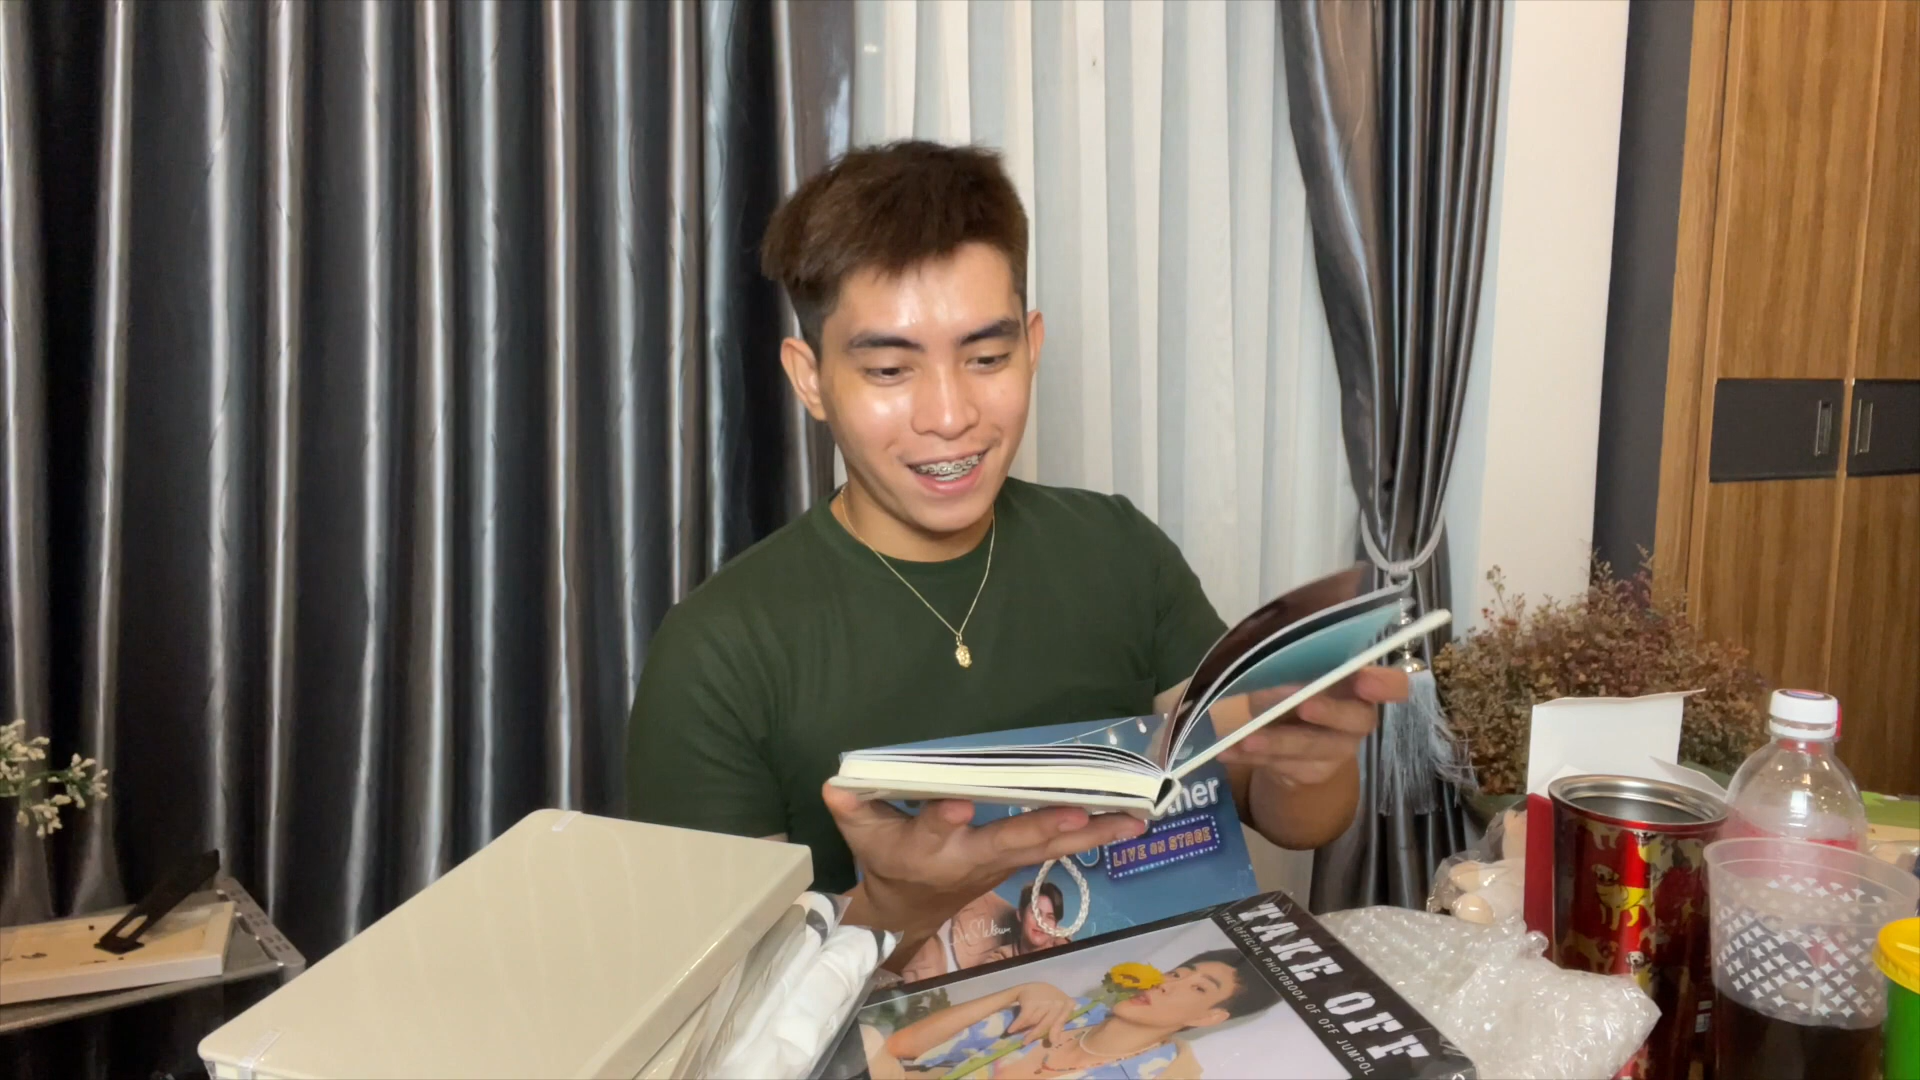 ther
LIVE ON STAGE
TAKE OFF
THE OFFICIAL PHOTOBOOK OF OFF JUMPOL